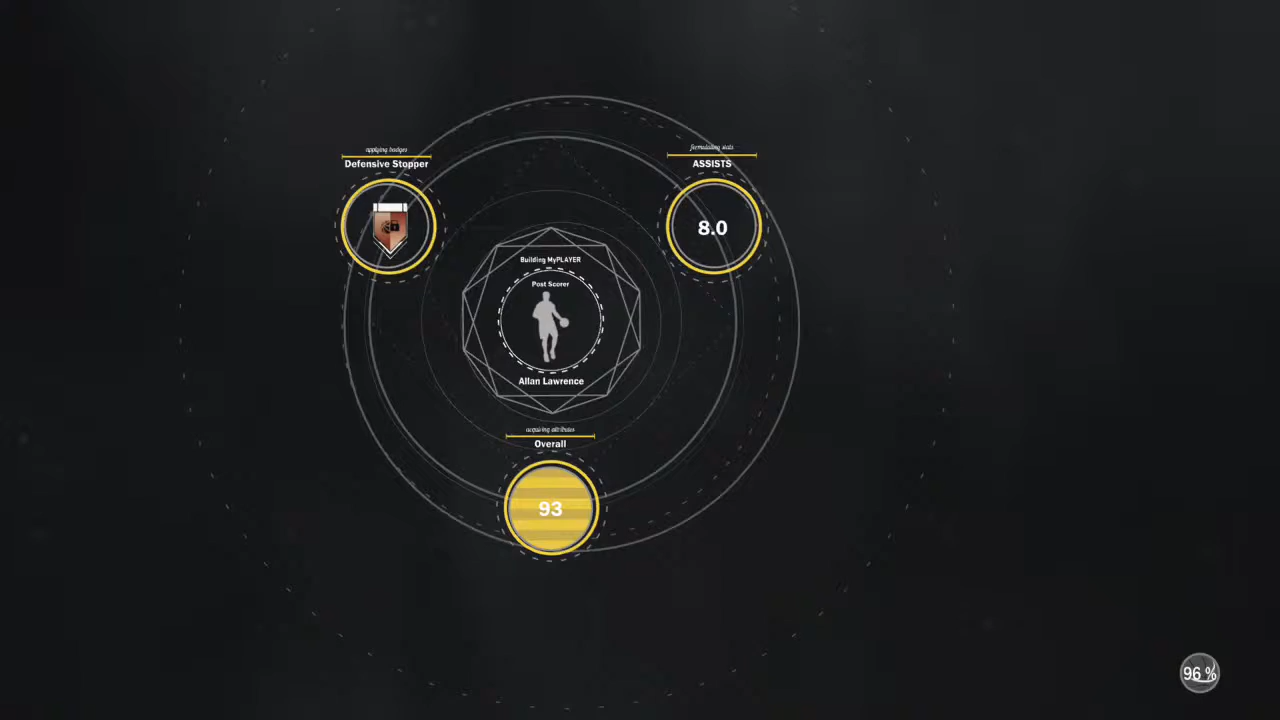 applying badges
Defensive Stopper
formulating stats
ASSISTS
8.0
Building MyPLAYER
Post Scorer
Allan Lawrence
acquiring attributes
Overall
93
96 %